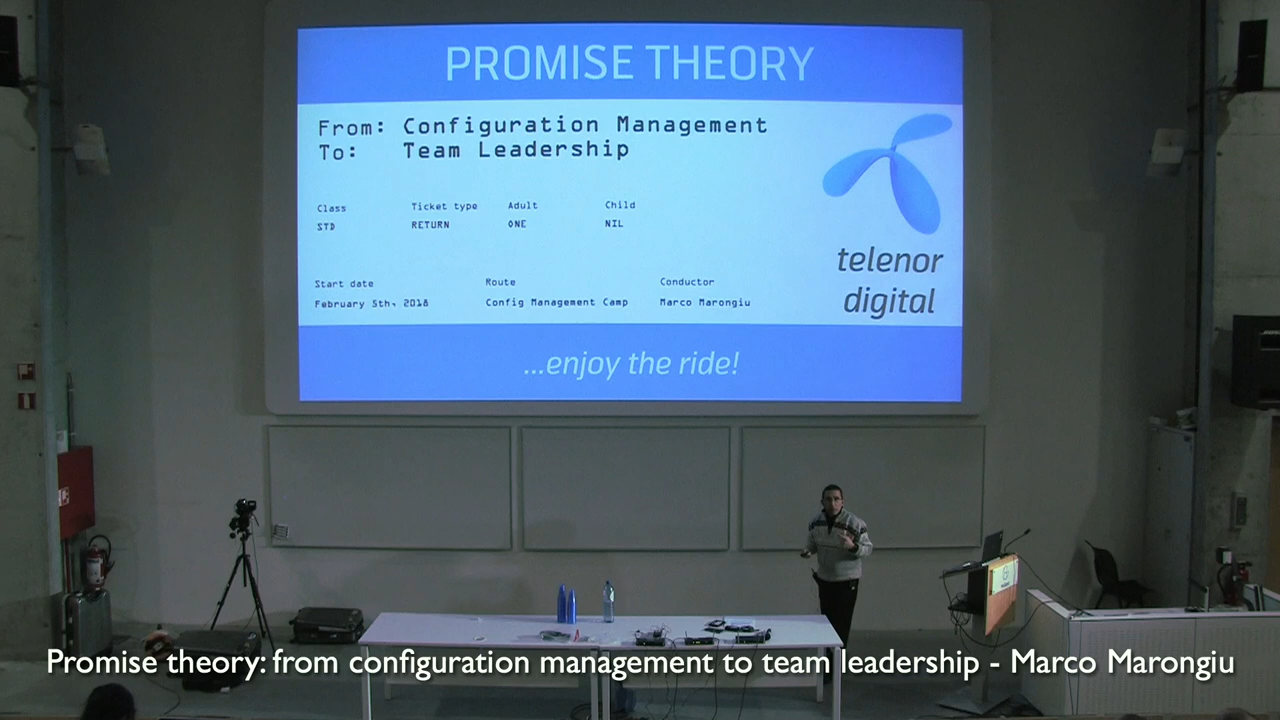 PROMISE THEORY
From: Configuration Management
To: Team Leadership
Class Ticket type Adult Child
STD RETURN ONE NIL
Start date Route Conductor
February 5th, 2018 Config Management Camp Marco Marongiu
telenor
digital
...enjoy the ride!
Promise theory: from configuration management to team leadership - Marco Marongiu